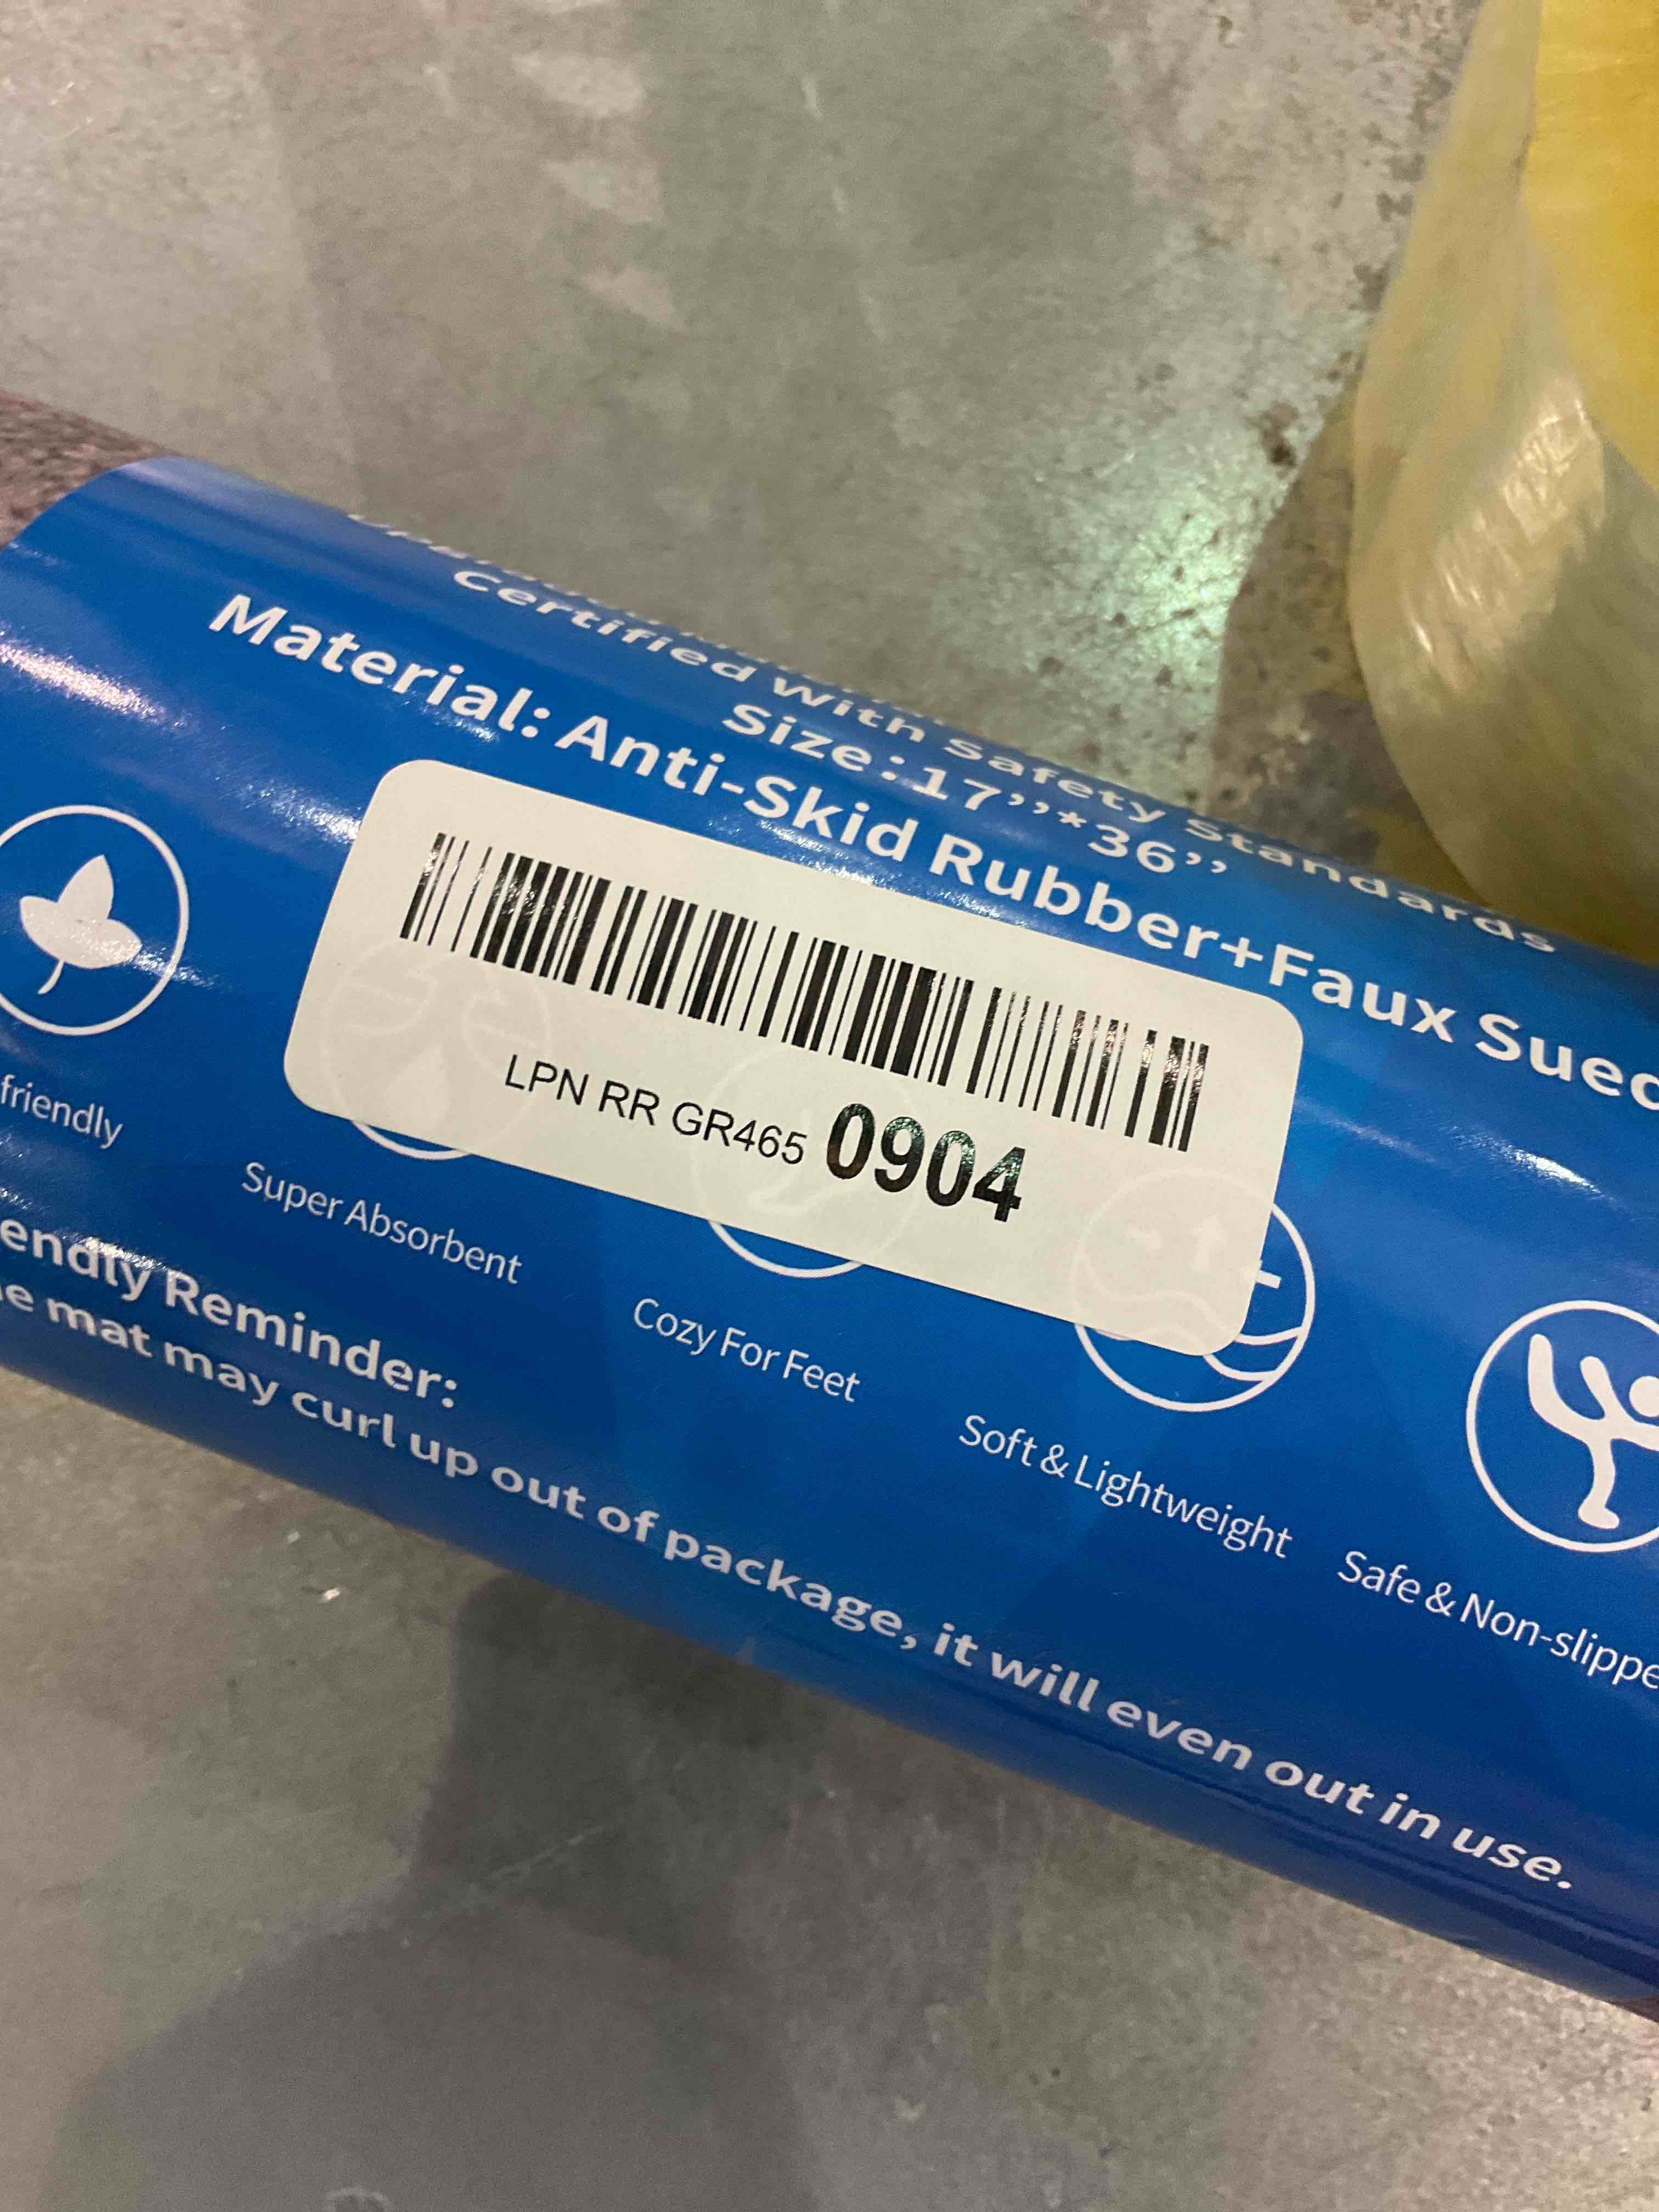 Certified with Safety Standards
Size:17’’*36’’
Material: Anti-Skid Rubber+Faux Sued
LPN RR GR465 0904
friendly
Super Absorbent
Cozy For Feet
Soft & Lightweight
Safe & Non-slippe
endly Reminder:
e mat may curl up out of package, it will even out in use.